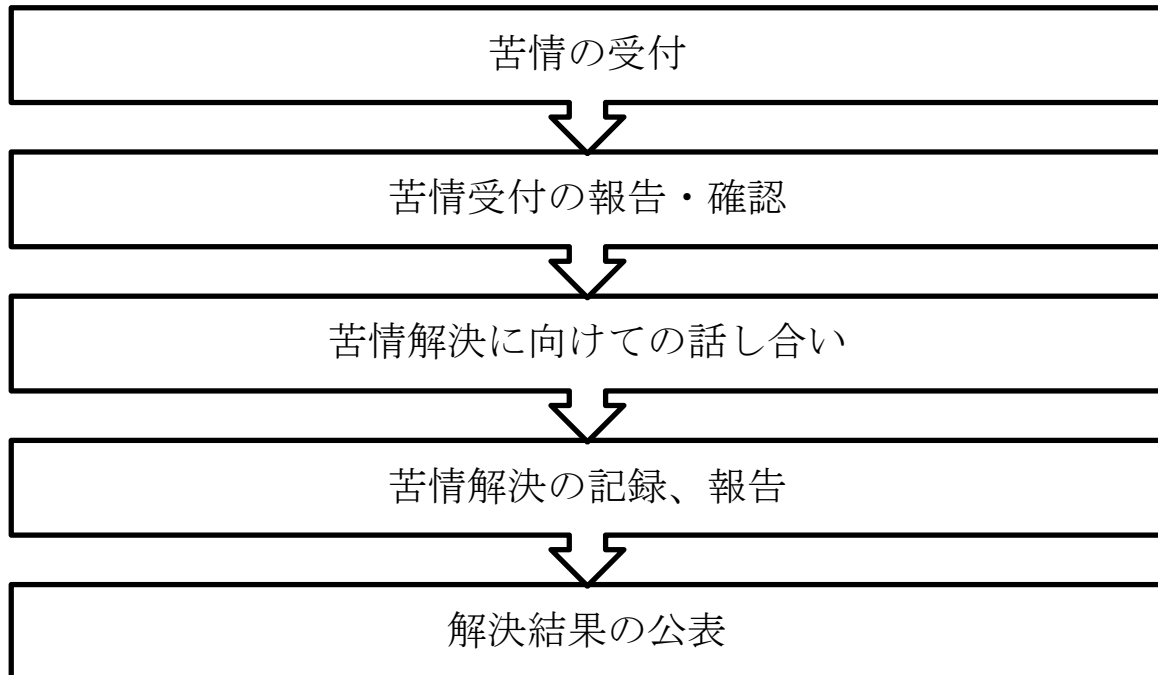 苦情の受付
苦情受付の報告・確認
苦情解決に向けての話し合い
苦情解決の記録、報告
解決結果の公表